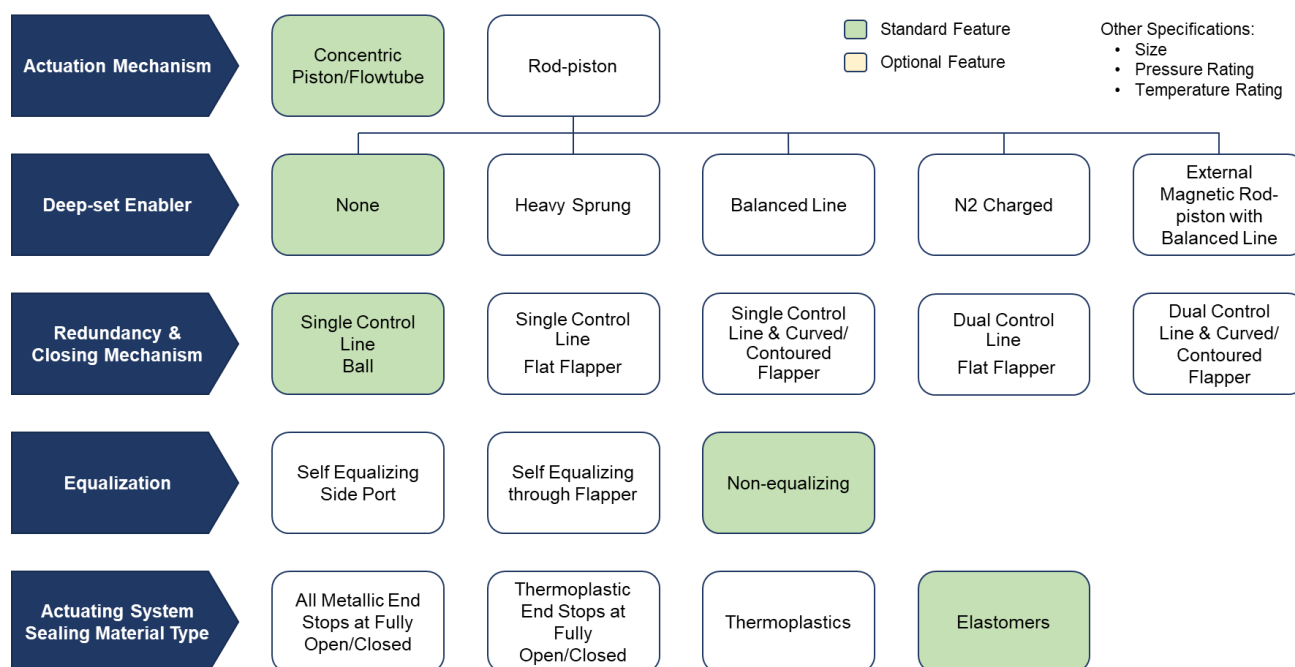 Actuation Mechanism
Concentric
Piston/Flowtube
Rod-piston
Standard Feature
Optional Feature
Other Specifications:
• Size
• Pressure Rating
• Temperature Rating
Deep-set Enabler
None
Heavy Sprung
Balanced Line
N2 Charged
External
Magnetic Rod-
piston with
Balanced Line
Redundancy &
Closing Mechanism
Single Control
Line
Ball
Single Control
Line
Flat Flapper
Single Control
Line & Curved/
Contoured
Flapper
Dual Control
Line
Flat Flapper
Dual Control
Line & Curved/
Contoured
Flapper
Equalization
Self Equalizing
Side Port
Self Equalizing
through Flapper
Non-equalizing
Actuating System
Sealing Material Type
All Metallic End
Stops at Fully
Open/Closed
Thermoplastic
End Stops at
Fully
Open/Closed
Thermoplastics
Elastomers